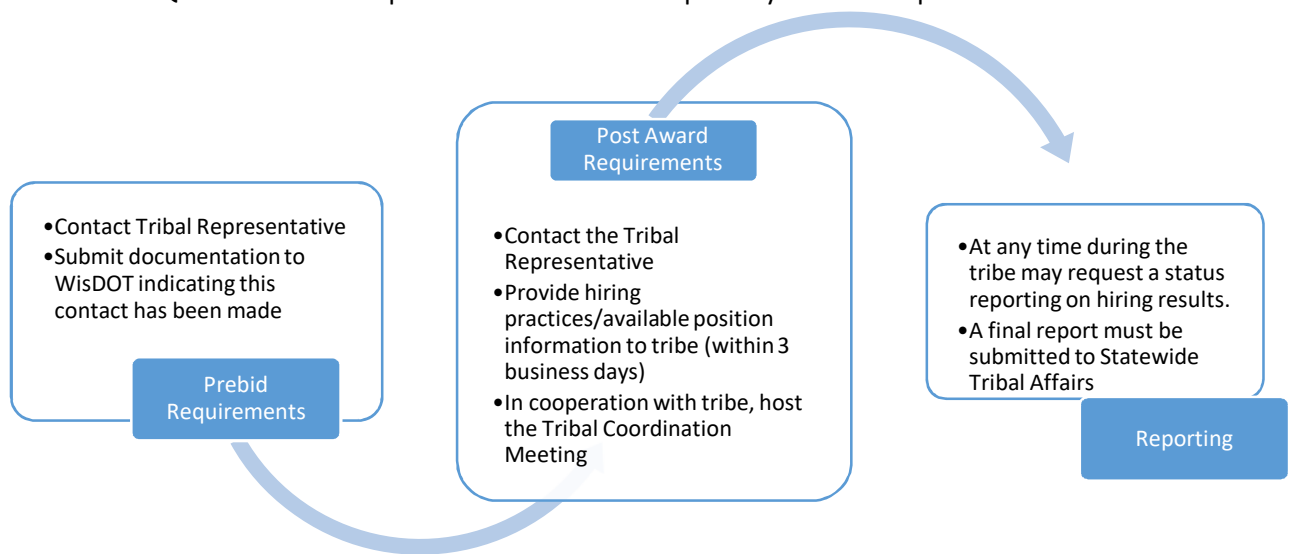 •Contact Tribal Representative
•Submit documentation to
WisDOT indicating this
contact has been made
Prebid
Requirements
Post Award
Requirements
•Contact the Tribal
Representative
•Provide hiring
practices/available position
information to tribe (within 3
business days)
•In cooperation with tribe, host
the Tribal Coordination
Meeting
•At any time during the
tribe may request a status
reporting on hiring results.
•A final report must be
submitted to Statewide
Tribal Affairs
Reporting